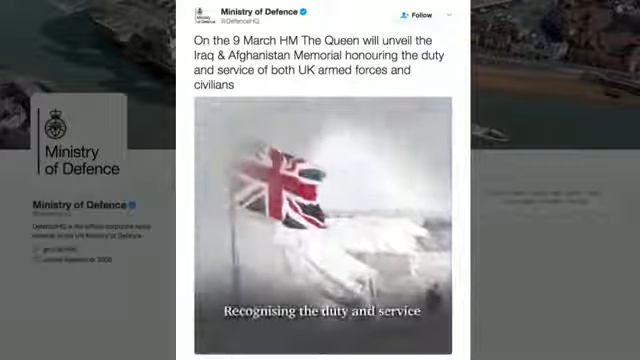 Ministry of Defence
@DefenceHQ
Follow
On the 9 March HM The Queen will unveil the
Iraq & Afghanistan Memorial honouring the duty
and service of both UK armed forces and
civilians
Recognising the duty and service
Ministry
of Defence
Ministry of Defence